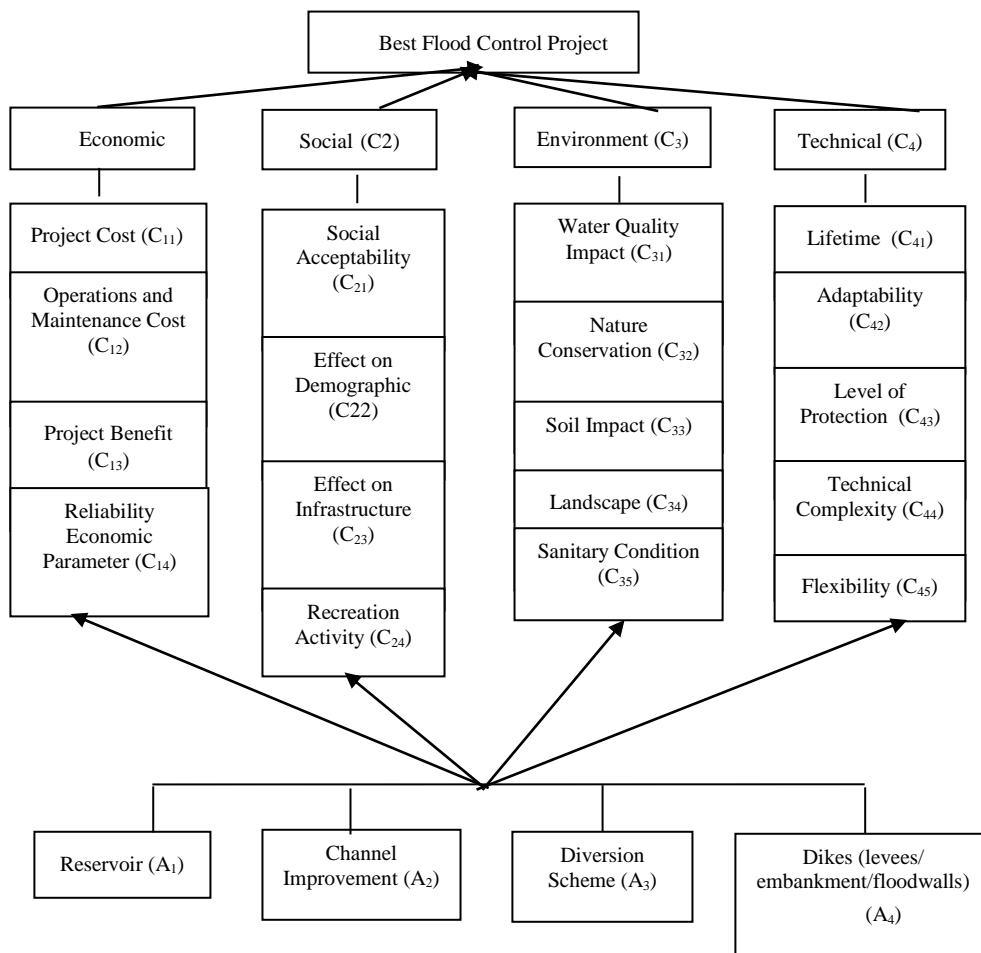 Best Flood Control Project
Economic
Social (C2)
Environment (C₃)
Technical (C₄)
Project Cost (C₁₁)
Operations and
Maintenance Cost
(C₁₂)
Project Benefit
(C₁₃)
Reliability
Economic
Parameter (C₁₄)
Social
Acceptability
(C₂₁)
Effect on
Demographic
(C22)
Effect on
Infrastructure
(C₂₃)
Recreation
Activity (C₂₄)
Water Quality
Impact (C₃₁)
Nature
Conservation (C₃₂)
Soil Impact (C₃₃)
Landscape (C₃₄)
Sanitary Condition
(C₃₅)
Lifetime (C₄₁)
Adaptability
(C₄₂)
Level of
Protection (C₄₃)
Technical
Complexity (C₄₄)
Flexibility (C₄₅)
Reservoir (A₁)
Channel
Improvement (A₂)
Diversion
Scheme (A₃)
Dikes (levees/
embankment/floodwalls)
(A₄)